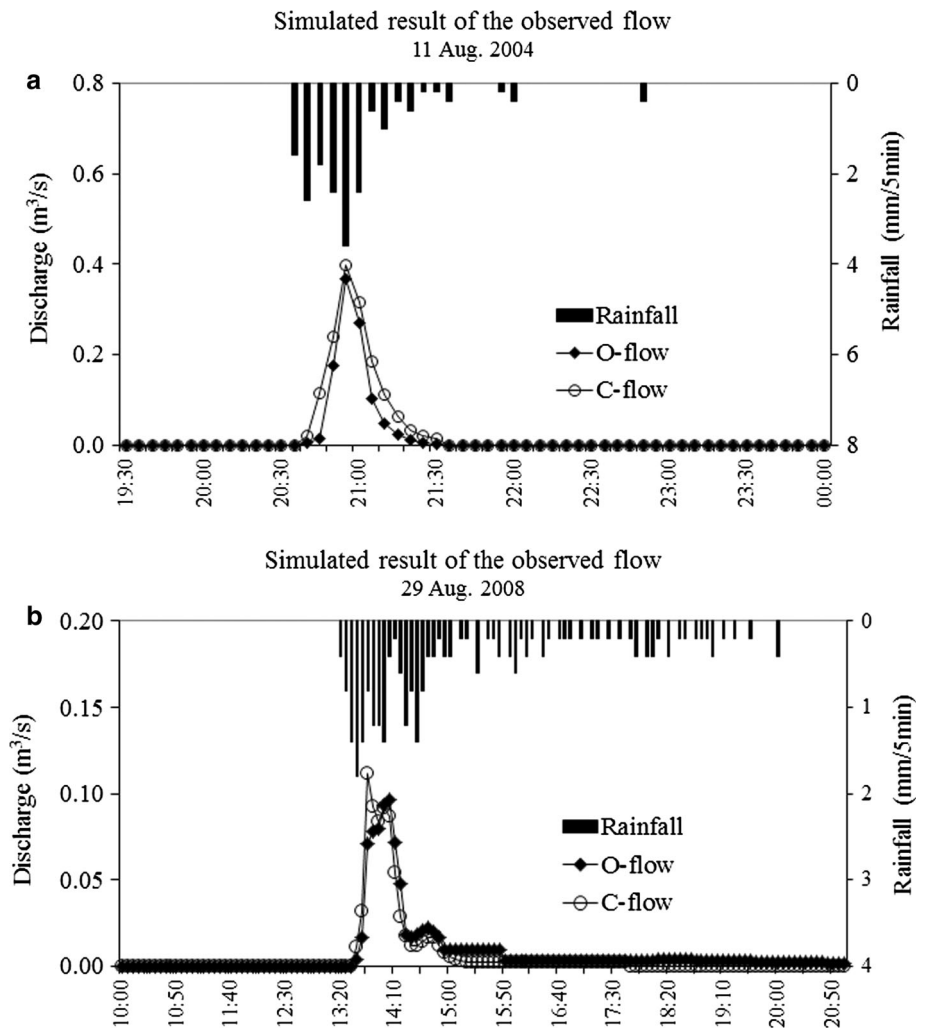 Simulated result of the observed flow
11 Aug. 2004
a
Discharge (m³/s)
0.8
0.6
0.4
0.2
0.0
0
2
4
6
8
Rainfall (mm/5min)
Rainfall
O-flow
C-flow
19:30
20:00
20:30
21:00
21:30
22:00
22:30
23:00
23:30
00:00
Simulated result of the observed flow
29 Aug. 2008
b
Discharge (m³/s)
0.20
0.15
0.10
0.05
0.00
0
1
2
3
4
Rainfall (mm/5min)
Rainfall
O-flow
C-flow
10:00
10:50
11:40
12:30
13:20
14:10
15:00
15:50
16:40
17:30
18:20
19:10
20:00
20:50